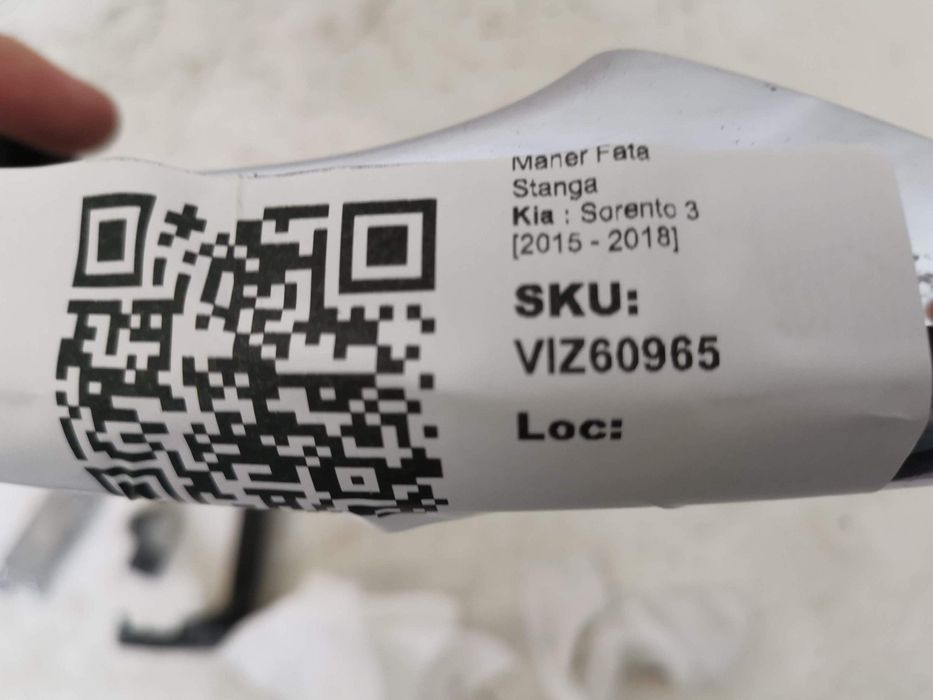 Maner Fata
Stanga
Kia : Sorento 3
[2015 - 2018]
SKU:
VIZ60965
Loc: